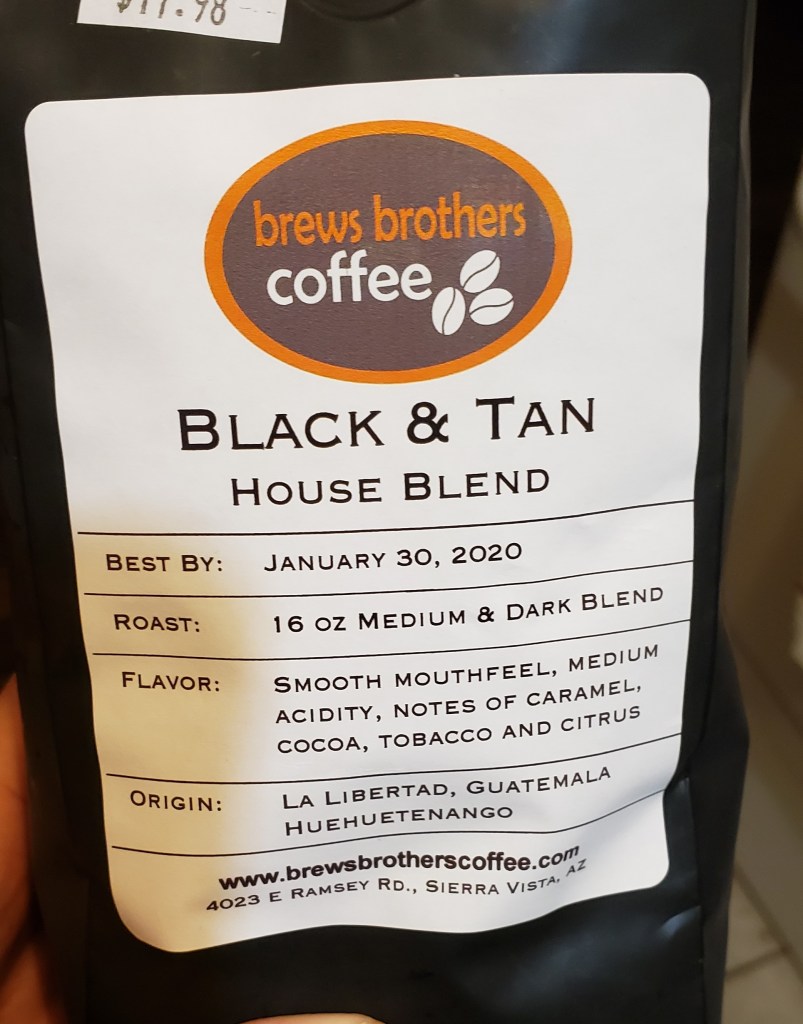 brews brothers
coffee
BLACK & TAN
HOUSE BLEND
BEST BY: JANUARY 30, 2020
ROAST: 16 OZ MEDIUM & DARK BLEND
FLAVOR: SMOOTH MOUTHFEEL, MEDIUM
ACIDITY, NOTES OF CARAMEL,
COCOA, TOBACCO AND CITRUS
ORIGIN: LA LIBERTAD, GUATEMALA
HUEHUETENANGO
www.brewsbrotherscoffee.com
4023 E RAMSEY RD., SIERRA VISTA, AZ